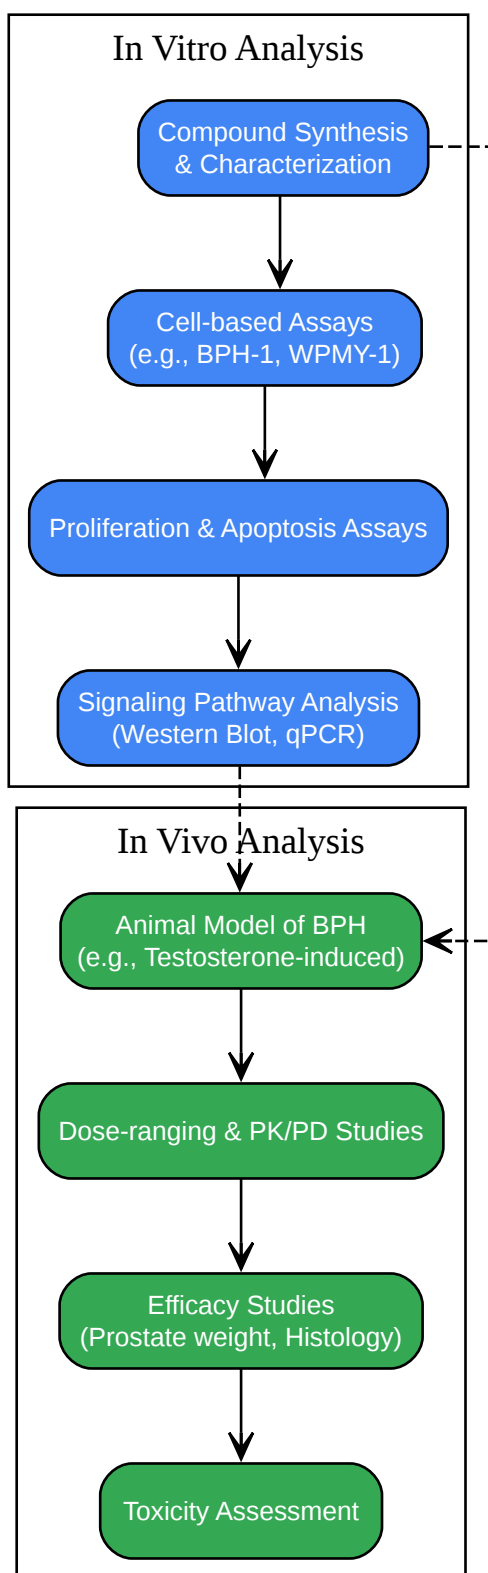 In Vitro Analysis
Compound Synthesis
& Characterization
Cell-based Assays
(e.g., BPH-1, WPMY-1)
Proliferation & Apoptosis Assays
Signaling Pathway Analysis
(Western Blot, qPCR)
In Vivo Analysis
Animal Model of BPH
(e.g., Testosterone-induced)
Dose-ranging & PK/PD Studies
Efficacy Studies
(Prostate weight, Histology)
Toxicity Assessment